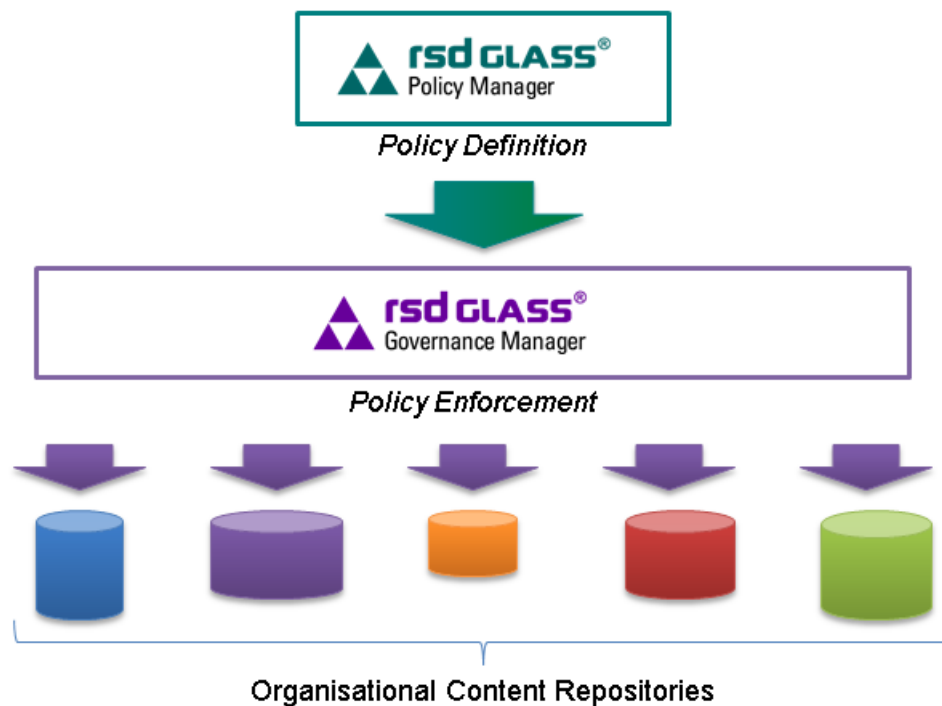 rsd GLASS®
Policy Manager
Policy Definition
rsd GLASS®
Governance Manager
Policy Enforcement
Organisational Content Repositories